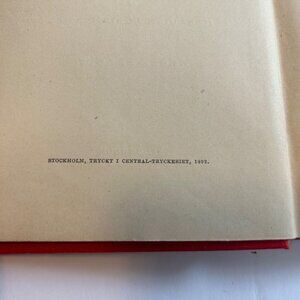 STOCKHOLM, TRYCKT I CENTRAL-TRYCKERIET, 1892.